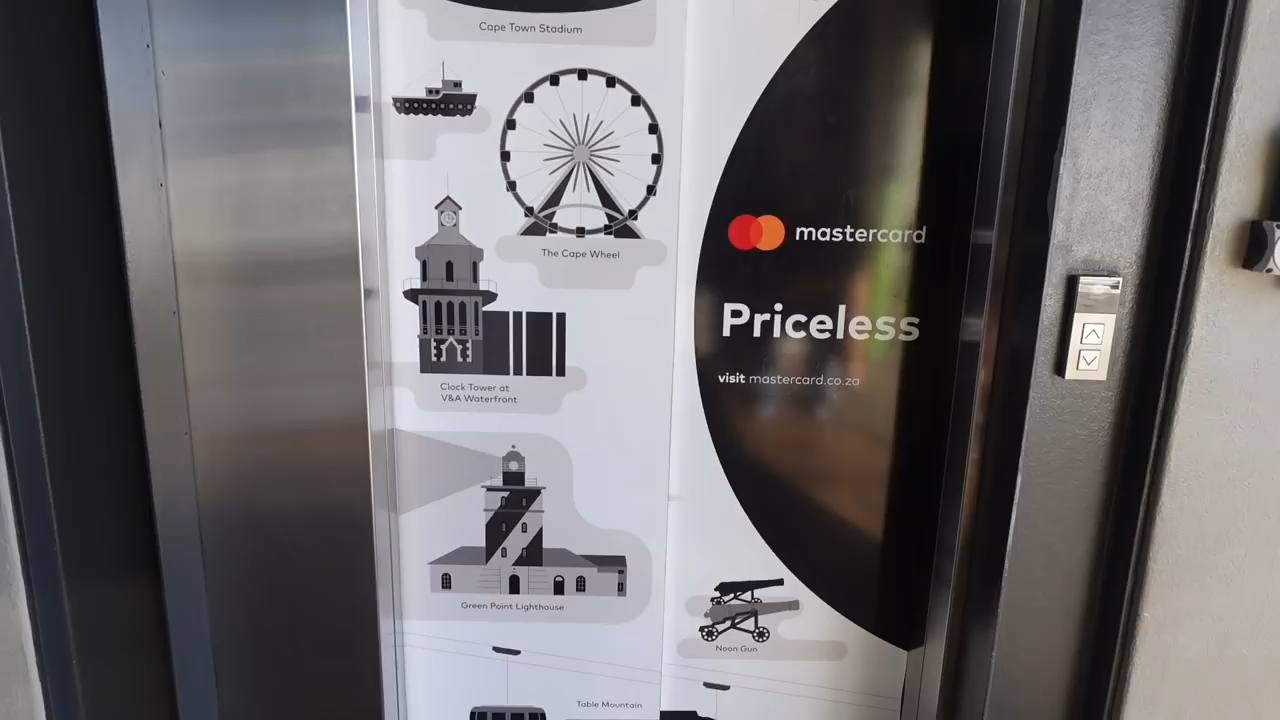 Cape Town Stadium
The Cape Wheel
mastercard
Priceless
visit mastercard.co.za
Clock Tower at
V&A Waterfront
Green Point Lighthouse
Noon Gun
Table Mountain